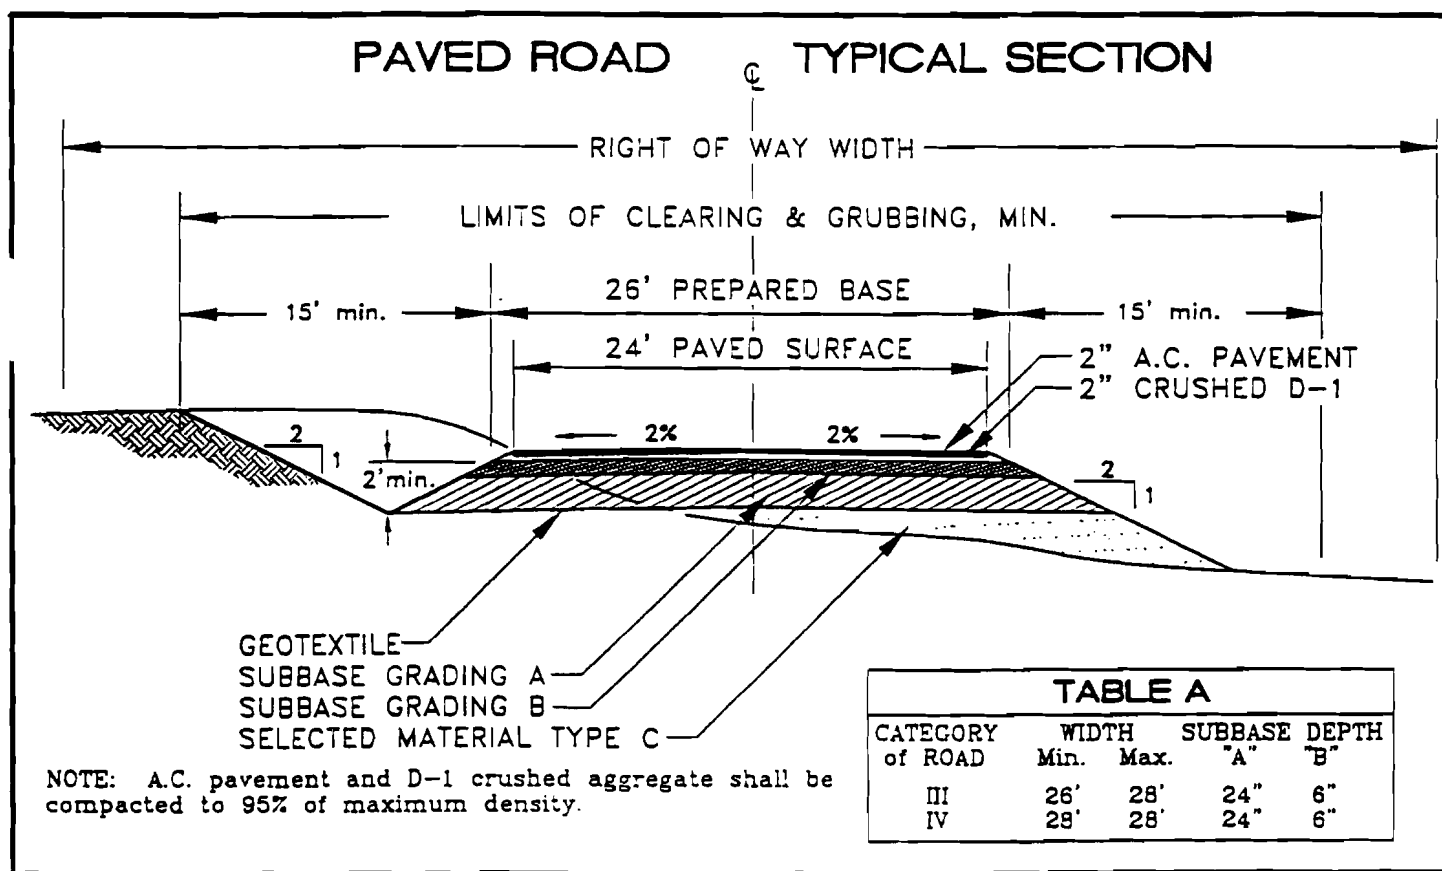 PAVED ROAD ℄ TYPICAL SECTION
RIGHT OF WAY WIDTH
LIMITS OF CLEARING & GRUBBING, MIN.
15' min.
26' PREPARED BASE
15' min.
24' PAVED SURFACE
2" A.C. PAVEMENT
2" CRUSHED D-1
2% 2%
2
1
2'min.
2
1
GEOTEXTILE
SUBBASE GRADING A
SUBBASE GRADING B
SELECTED MATERIAL TYPE C
NOTE: A.C. pavement and D-1 crushed aggregate shall be
compacted to 95% of maximum density.
TABLE A
CATEGORY WIDTH SUBBASE DEPTH
of ROAD Min. Max. "A" "B"
III 26' 28' 24" 6"
IV 28' 28' 24" 6"